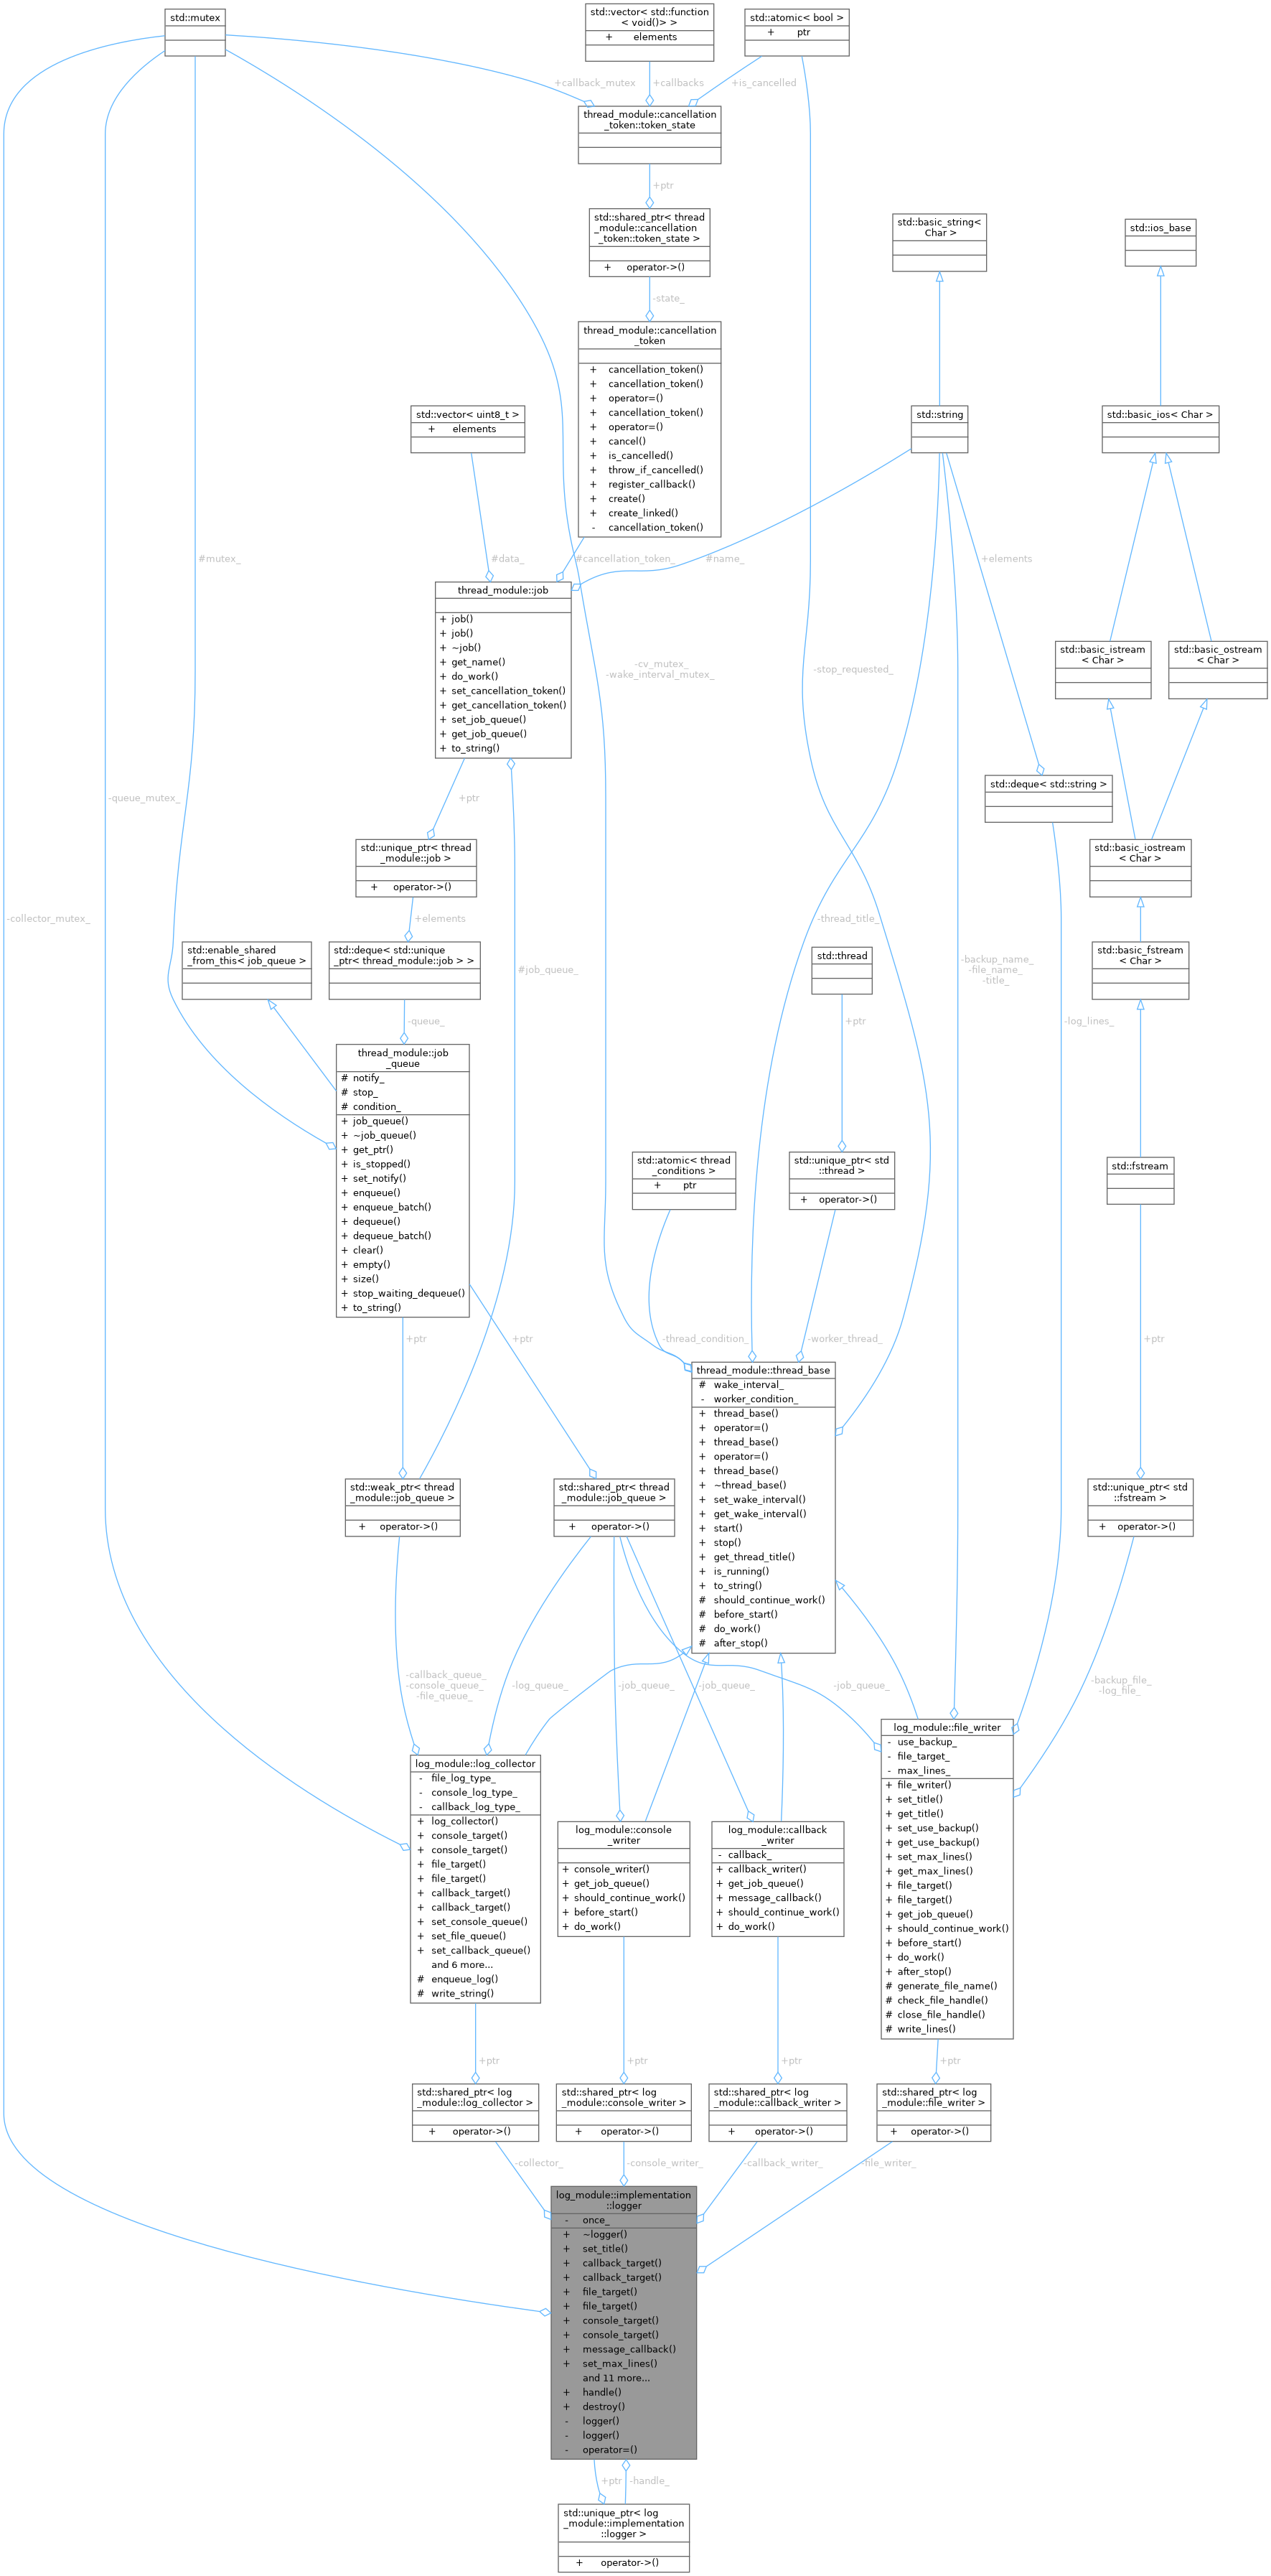 std::mutex
std::vector< std::function
< void()> >
+ elements
std::atomic< bool >
+ ptr
+callback_mutex
+callbacks
+is_cancelled
thread_module::cancellation
_token::token_state
+ptr
std::shared_ptr< thread
_module::cancellation
_token::token_state >
+ operator->()
std::basic_string<
Char >
std::ios_base
-state_
thread_module::cancellation
_token
+ cancellation_token()
+ cancellation_token()
+ operator=()
+ cancellation_token()
+ operator=()
+ cancel()
+ is_cancelled()
+ throw_if_cancelled()
+ register_callback()
+ create()
+ create_linked()
- cancellation_token()
std::vector< uint8_t >
+ elements
std::string
std::basic_ios< Char >
#mutex_
#data_
#cancellation_token_
#name_
+elements
thread_module::job
+ job()
+ job()
+ ~job()
+ get_name()
+ do_work()
+ set_cancellation_token()
+ get_cancellation_token()
+ set_job_queue()
+ get_job_queue()
+ to_string()
-cv_mutex_
-wake_interval_mutex_
-stop_requested_
std::basic_istream
< Char >
std::basic_ostream
< Char >
-queue_mutex_
+ptr
std::deque< std::string >
std::unique_ptr< thread
_module::job >
+ operator->()
std::basic_iostream
< Char >
-collector_mutex_
+elements
-thread_title_
std::enable_shared
_from_this< job_queue >
std::deque< std::unique
_ptr< thread_module::job > >
#job_queue_
std::thread
-backup_name_
-file_name_
-title_
std::basic_fstream
< Char >
-queue_
+ptr
-log_lines_
thread_module::job
_queue
# notify_
# stop_
# condition_
+ job_queue()
+ ~job_queue()
+ get_ptr()
+ is_stopped()
+ set_notify()
+ enqueue()
+ enqueue_batch()
+ dequeue()
+ dequeue_batch()
+ clear()
+ empty()
+ size()
+ stop_waiting_dequeue()
+ to_string()
std::atomic< thread
_conditions >
+ ptr
std::unique_ptr< std
::thread >
+ operator->()
std::fstream
+ptr
+ptr
-thread_condition_
-worker_thread_
+ptr
thread_module::thread_base
# wake_interval_
- worker_condition_
+ thread_base()
+ operator=()
+ thread_base()
+ operator=()
+ thread_base()
+ ~thread_base()
+ set_wake_interval()
+ get_wake_interval()
+ start()
+ stop()
+ get_thread_title()
+ is_running()
+ to_string()
# should_continue_work()
# before_start()
# do_work()
# after_stop()
std::weak_ptr< thread
_module::job_queue >
+ operator->()
std::shared_ptr< thread
_module::job_queue >
+ operator->()
std::unique_ptr< std
::fstream >
+ operator->()
-callback_queue_
-console_queue_
-file_queue_
-log_queue_
-job_queue_
-job_queue_
-job_queue_
-backup_file_
-log_file_
log_module::log_collector
- file_log_type_
- console_log_type_
- callback_log_type_
+ log_collector()
+ console_target()
+ console_target()
+ file_target()
+ file_target()
+ callback_target()
+ callback_target()
+ set_console_queue()
+ set_file_queue()
+ set_callback_queue()
and 6 more...
# enqueue_log()
# write_string()
log_module::console
_writer
+ console_writer()
+ get_job_queue()
+ should_continue_work()
+ before_start()
+ do_work()
log_module::callback
_writer
- callback_
+ callback_writer()
+ get_job_queue()
+ message_callback()
+ should_continue_work()
+ do_work()
log_module::file_writer
- use_backup_
- file_target_
- max_lines_
+ file_writer()
+ set_title()
+ get_title()
+ set_use_backup()
+ get_use_backup()
+ set_max_lines()
+ get_max_lines()
+ file_target()
+ file_target()
+ get_job_queue()
+ should_continue_work()
+ before_start()
+ do_work()
+ after_stop()
# generate_file_name()
# check_file_handle()
# close_file_handle()
# write_lines()
+ptr
+ptr
+ptr
+ptr
std::shared_ptr< log
_module::log_collector >
+ operator->()
std::shared_ptr< log
_module::console_writer >
+ operator->()
std::shared_ptr< log
_module::callback_writer >
+ operator->()
std::shared_ptr< log
_module::file_writer >
+ operator->()
-collector_
-console_writer_
-callback_writer_
-file_writer_
log_module::implementation
::logger
- once_
+ ~logger()
+ set_title()
+ callback_target()
+ callback_target()
+ file_target()
+ file_target()
+ console_target()
+ console_target()
+ message_callback()
+ set_max_lines()
and 11 more...
+ handle()
+ destroy()
- logger()
- logger()
- operator=()
+ptr
-handle_
std::unique_ptr< log
_module::implementation
::logger >
+ operator->()